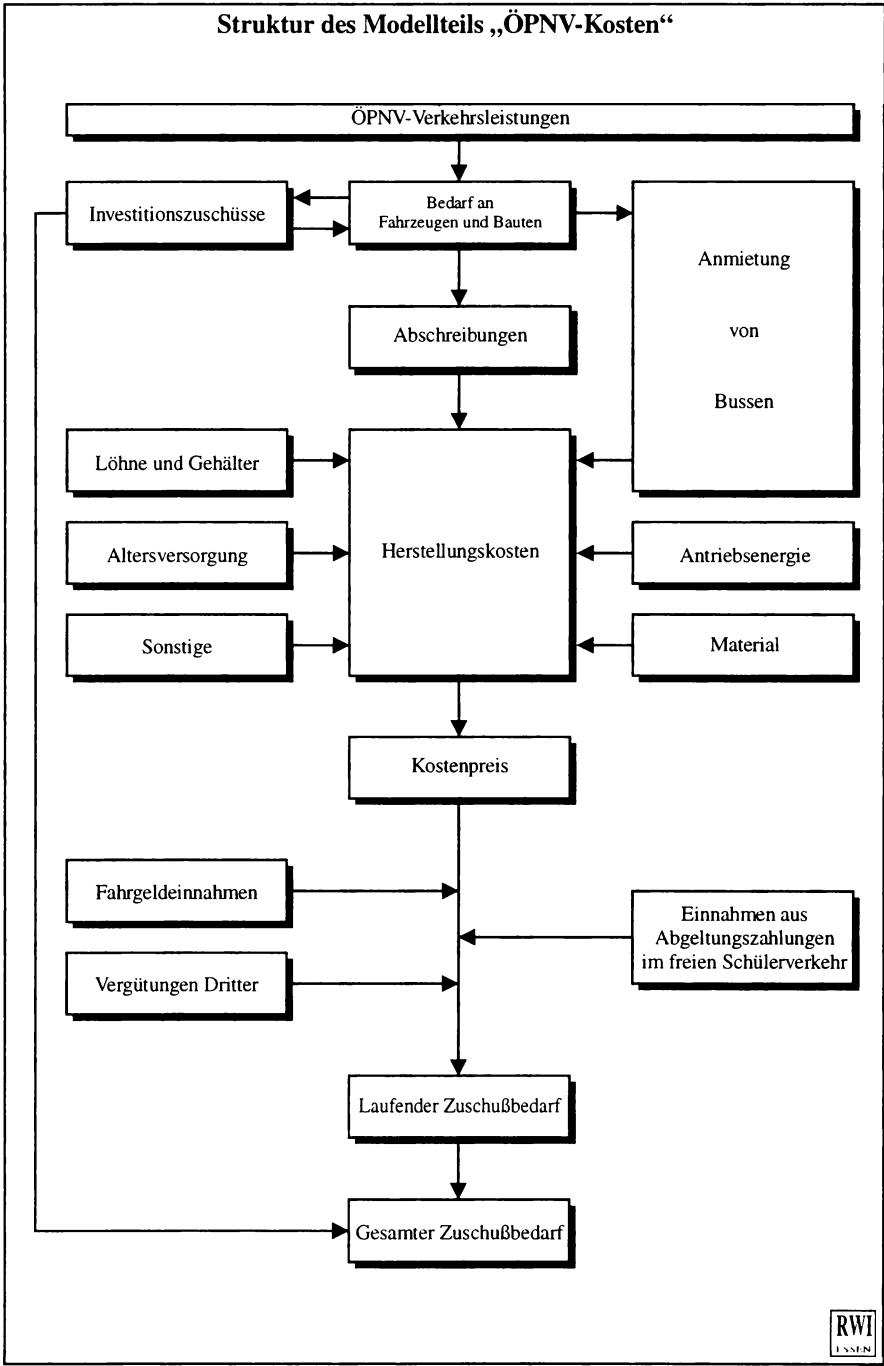 Struktur des Modellteils „ÖPNV-Kosten“
ÖPNV-Verkehrsleistungen
Investitionszuschüsse
Bedarf an
Fahrzeugen und Bauten
Anmietung
von
Bussen
Abschreibungen
Löhne und Gehälter
Altersversorgung
Sonstige
Herstellungskosten
Antriebsenergie
Material
Kostenpreis
Fahrgeldeinnahmen
Einnahmen aus
Abgeltungszahlungen
im freien Schülerverkehr
Vergütungen Dritter
Laufender Zuschußbedarf
Gesamter Zuschußbedarf
RWI
ESSEN